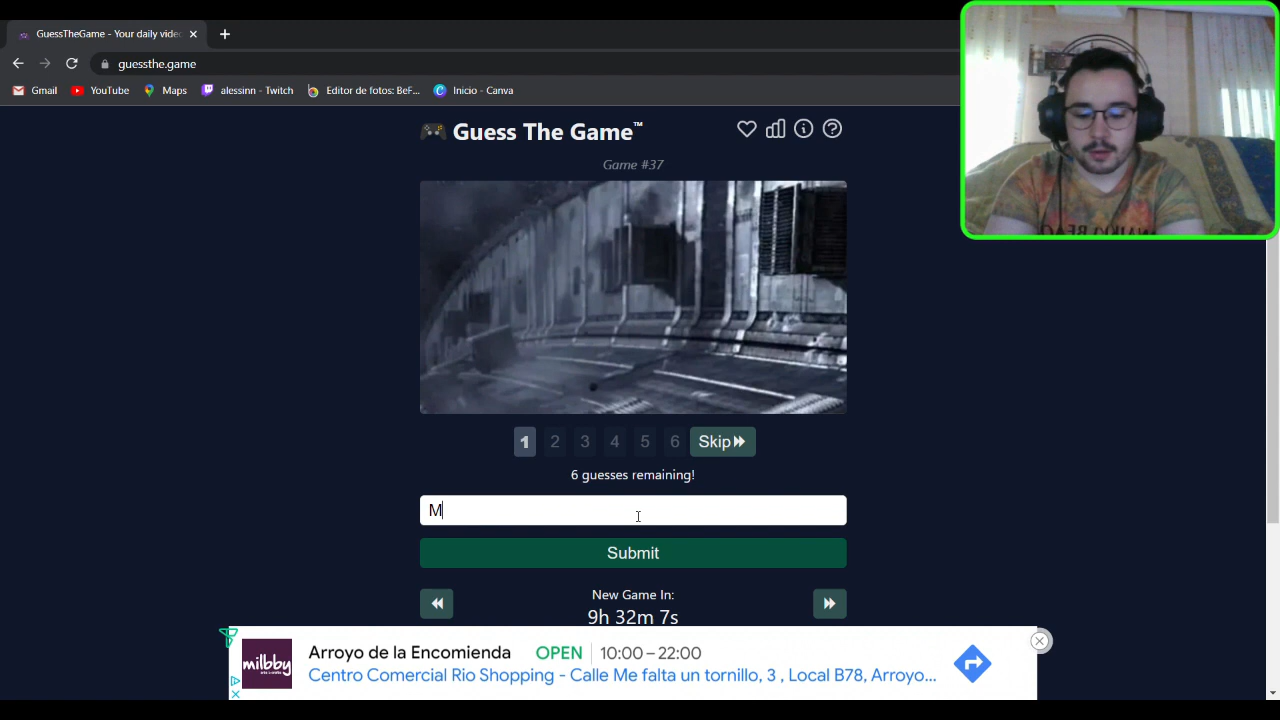 GuessTheGame - Your daily video
guessthe.game
Gmail
YouTube
Maps
alessinn - Twitch
Editor de fotos: BeF...
Inicio - Canva
Guess The Game™
Game #37
1 2 3 4 5 6 Skip
6 guesses remaining!
M
Submit
New Game In:
9h 32m 7s
milbby
Arroyo de la Encomienda OPEN 10:00 – 22:00
Centro Comercial Rio Shopping - Calle Me falta un tornillo, 3 , Local B78, Arroyo...